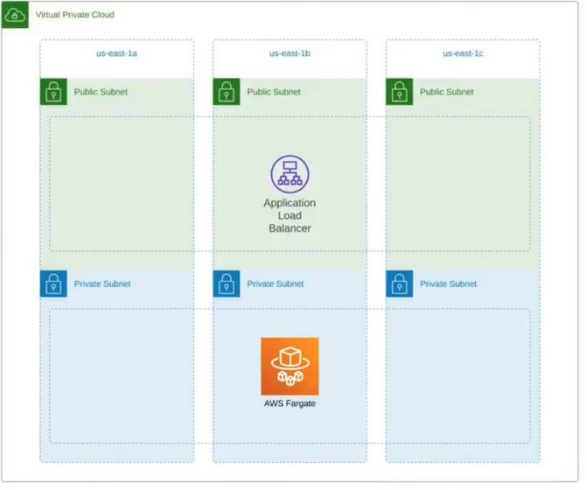 Virtual Private Cloud
us-east-1a
us-east-1b
us-east-1c
Public Subnet
Public Subnet
Public Subnet
Application
Load
Balancer
Private Subnet
Private Subnet
Private Subnet
AWS Fargate